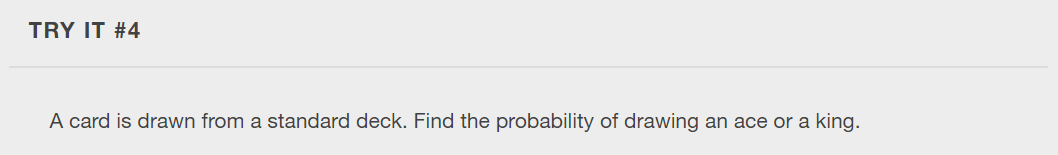 TRY IT #4
A card is drawn from a standard deck. Find the probability of drawing an ace or a king.